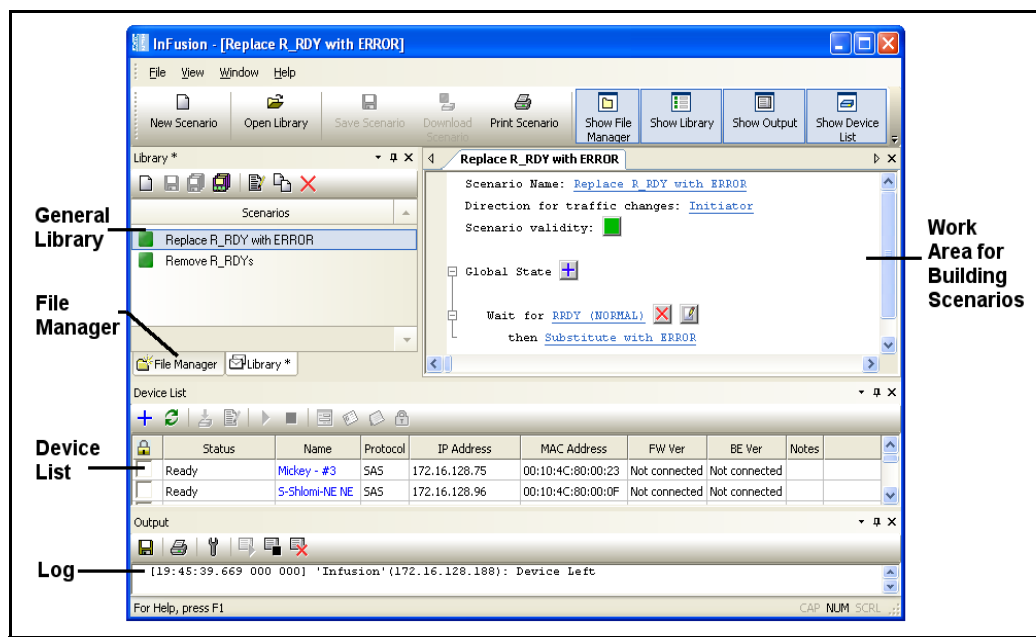 InFusion - [Replace R_RDY with ERROR]
File View Window Help
New Scenario Open Library Save Scenario Download Scenario Print Scenario Show File Manager Show Library Show Output Show Device List
Library *
Replace R_RDY with ERROR
Scenarios
General Library
Replace R_RDY with ERROR
Remove R_RDYs
File Manager
File Manager Library *
Scenario Name: Replace R_RDY with ERROR
Direction for traffic changes: Initiator
Scenario validity:
Global State
Wait for RRDY (NORMAL)
then Substitute with ERROR
Work Area for Building Scenarios
Device List
Device List
Status Name Protocol IP Address MAC Address FW Ver BE Ver Notes
Ready Mickey - #3 SAS 172.16.128.75 00:10:4C:80:00:23 Not connected Not connected
Ready S-Shlomi-NE NE SAS 172.16.128.96 00:10:4C:80:00:0F Not connected Not connected
Output
Log
[19:45:39.669 000 000] 'Infusion'(172.16.128.188): Device Left
For Help, press F1 CAP NUM SCRL